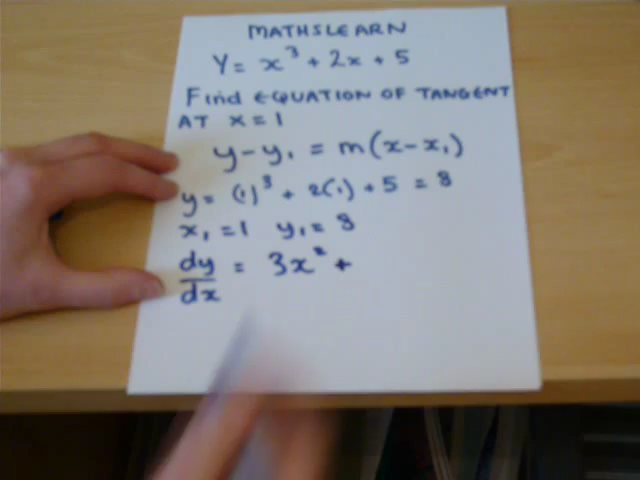 MATHSLEARN
Y = x³ + 2x + 5
Find EQUATION OF TANGENT
AT x = 1
y - y₁ = m(x - x₁)
y = (1)³ + 2(1) + 5 = 8
x₁ = 1 y₁ = 8
dy/dx = 3x² +